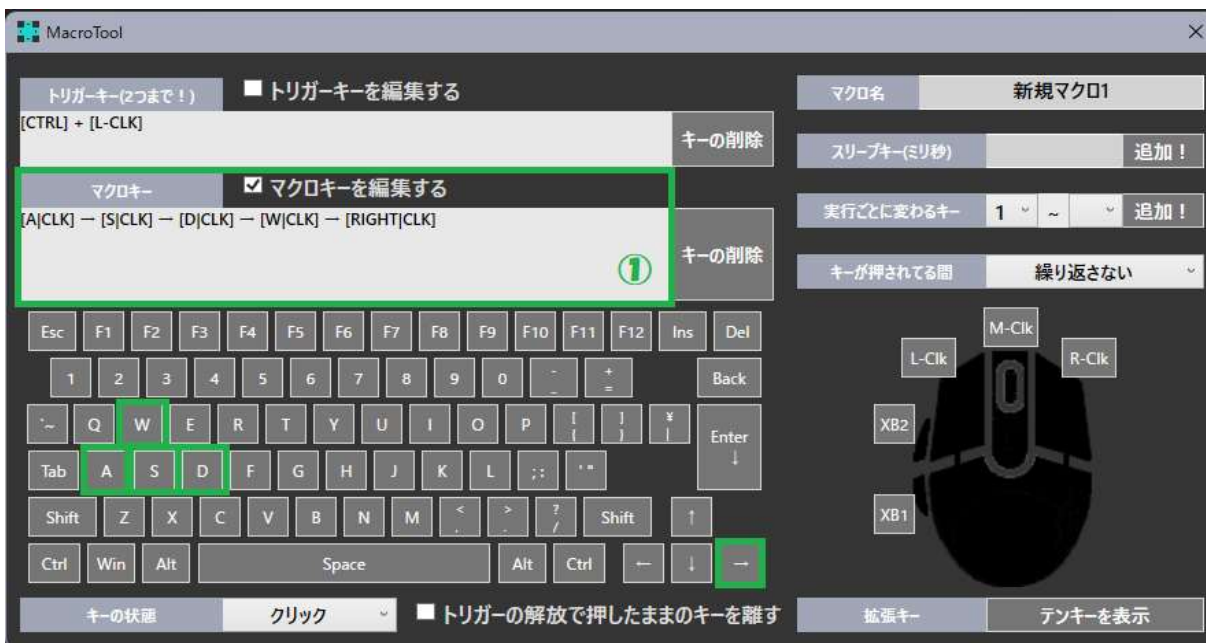 MacroTool
トリガーキー(2つまで！)
トリガーキーを編集する
マクロ名
新規マクロ1
[CTRL] + [L-CLK]
キーの削除
スリープキー(ミリ秒)
追加！
マクロキー
マクロキーを編集する
[A|CLK] → [S|CLK] → [D|CLK] → [W|CLK] → [RIGHT|CLK]
①
キーの削除
実行ごとに変わるキー
1 ~
追加！
キーが押されてる間
繰り返さない
Esc F1 F2 F3 F4 F5 F6 F7 F8 F9 F10 F11 F12 Ins Del
1 2 3 4 5 6 7 8 9 0 - _ + = Back
`~ Q W E R T Y U I O P [ { ] } ¥ | Enter ↓
Tab A S D F G H J K L ;: '"
Shift Z X C V B N M < , > . ? / Shift ↑
Ctrl Win Alt Space Alt Ctrl ← ↓ →
M-Clk
L-Clk
R-Clk
XB2
XB1
キーの状態
クリック
トリガーの解放で押したままのキーを離す
拡張キー
テンキーを表示